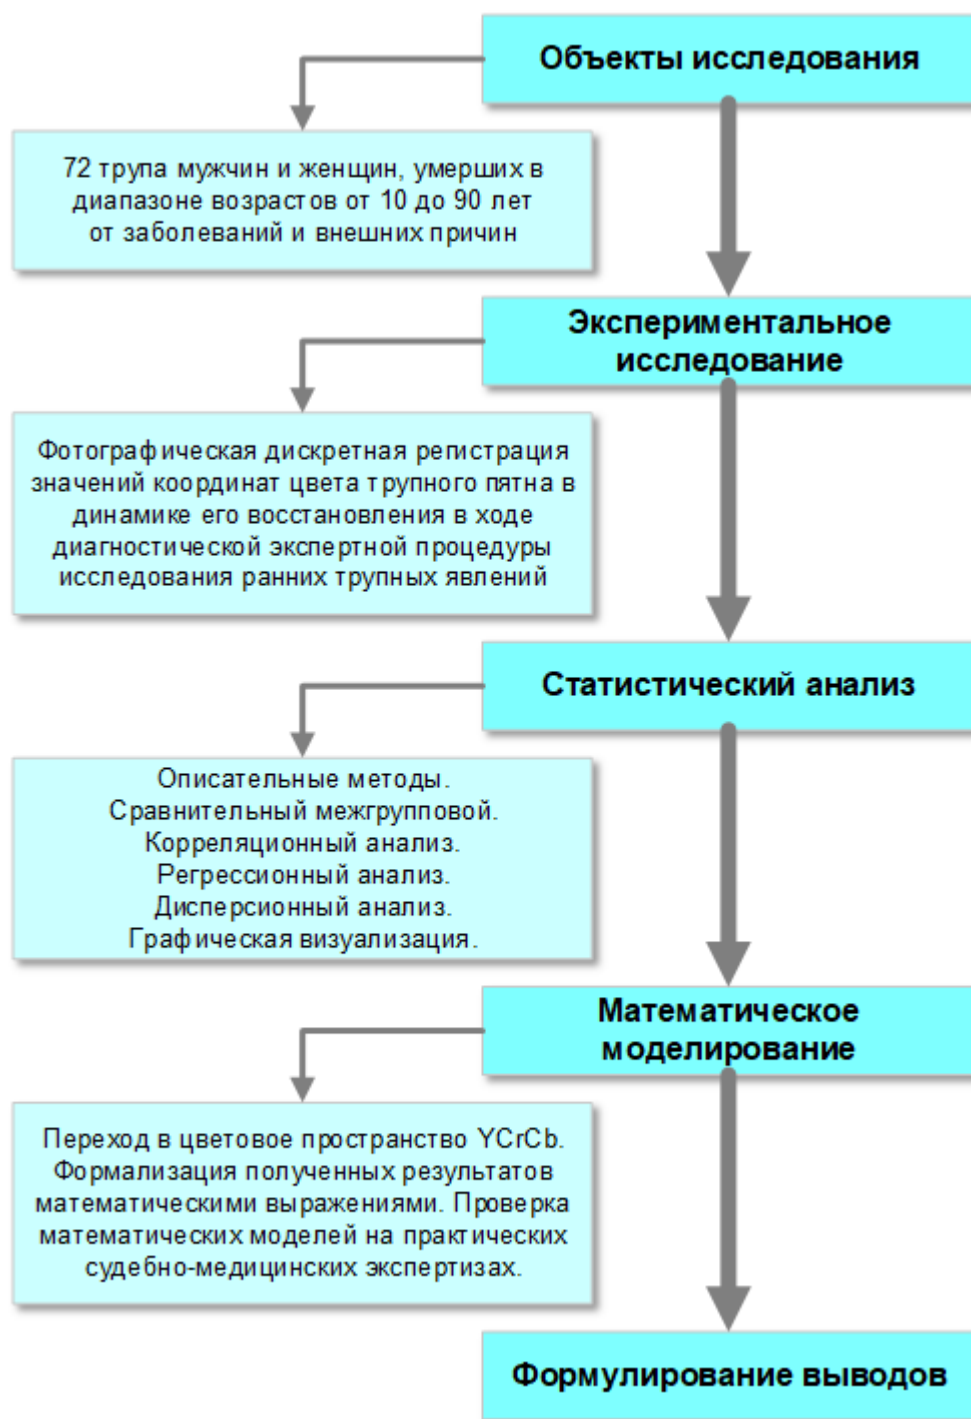 Объекты исследования
72 трупа мужчин и женщин, умерших в
диапазоне возрастов от 10 до 90 лет
от заболеваний и внешних причин
Экспериментальное
исследование
Фотографическая дискретная регистрация
значений координат цвета трупного пятна в
динамике его восстановления в ходе
диагностической экспертной процедуры
исследования ранних трупных явлений
Статистический анализ
Описательные методы.
Сравнительный межгрупповой.
Корреляционный анализ.
Регрессионный анализ.
Дисперсионный анализ.
Графическая визуализация.
Математическое
моделирование
Переход в цветовое пространство YCrCb.
Формализация полученных результатов
математическими выражениями. Проверка
математических моделей на практических
судебно-медицинских экспертизах.
Формулирование выводов